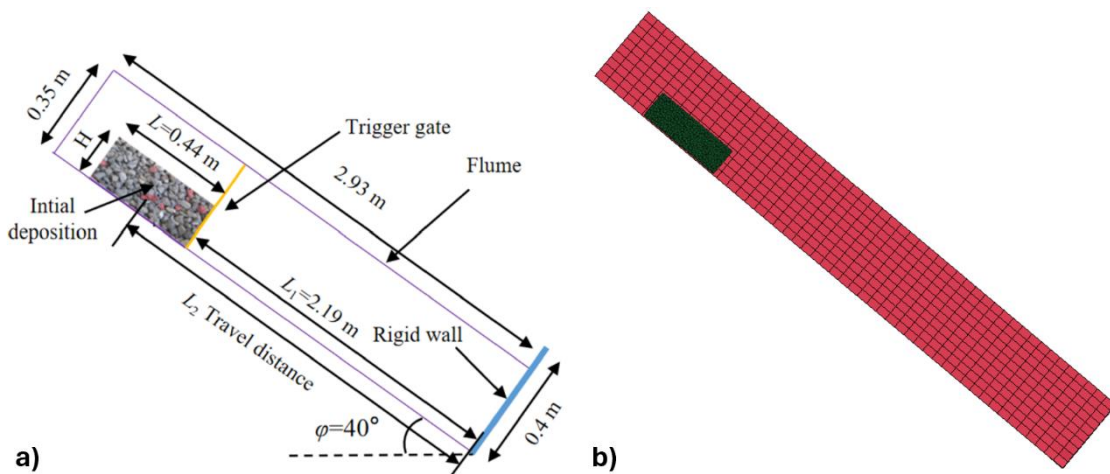 0.35 m
H
L=0.44 m
Trigger gate
Flume
2.93 m
Intial
deposition
L₁=2.19 m
L₂ Travel distance
Rigid wall
φ=40°
0.4 m
a)
b)